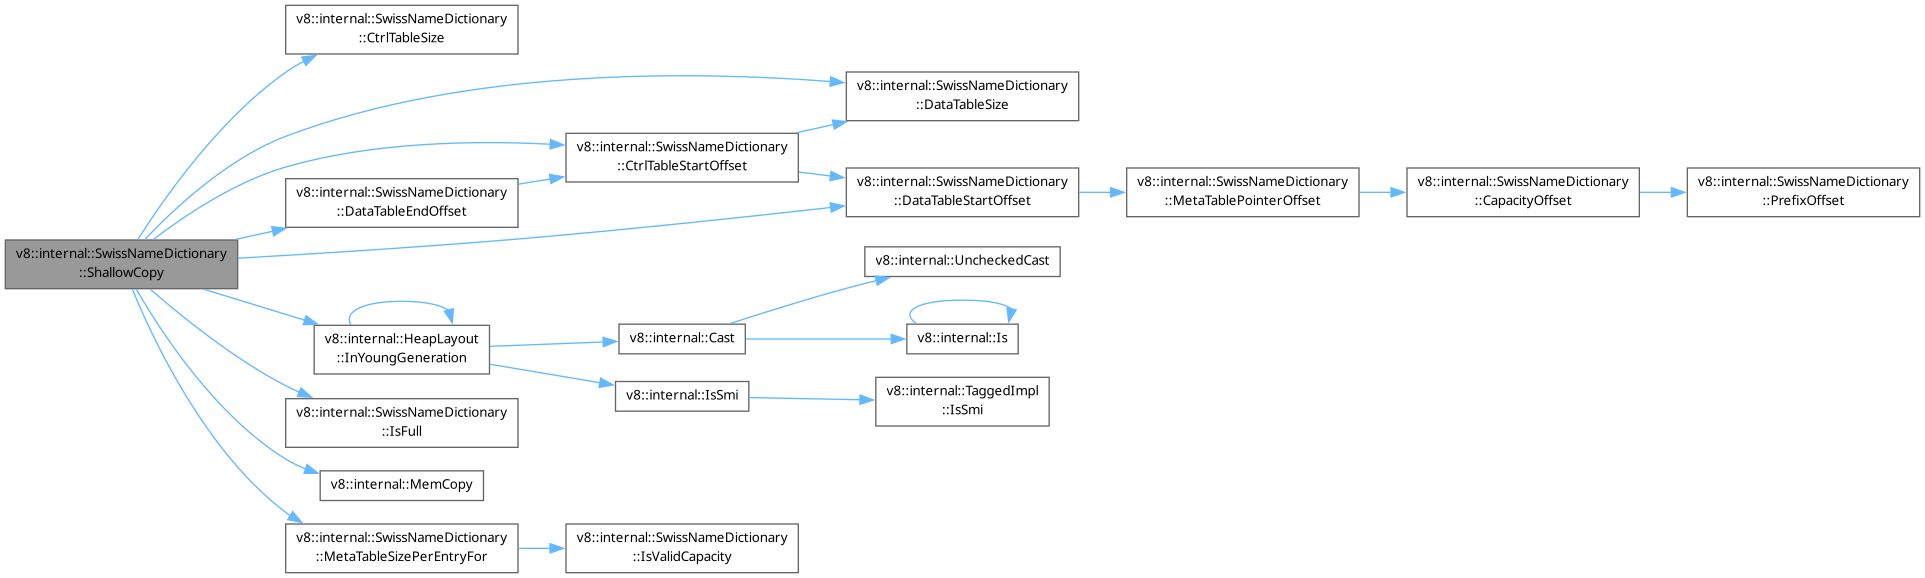 v8::internal::SwissNameDictionary
::CtrlTableSize
v8::internal::SwissNameDictionary
::DataTableSize
v8::internal::SwissNameDictionary
::CtrlTableStartOffset
v8::internal::SwissNameDictionary
::DataTableEndOffset
v8::internal::SwissNameDictionary
::DataTableStartOffset
v8::internal::SwissNameDictionary
::MetaTablePointerOffset
v8::internal::SwissNameDictionary
::CapacityOffset
v8::internal::SwissNameDictionary
::PrefixOffset
v8::internal::SwissNameDictionary
::ShallowCopy
v8::internal::UncheckedCast
v8::internal::HeapLayout
::InYoungGeneration
v8::internal::Cast
v8::internal::Is
v8::internal::IsSmi
v8::internal::TaggedImpl
::IsSmi
v8::internal::SwissNameDictionary
::IsFull
v8::internal::MemCopy
v8::internal::SwissNameDictionary
::MetaTableSizePerEntryFor
v8::internal::SwissNameDictionary
::IsValidCapacity